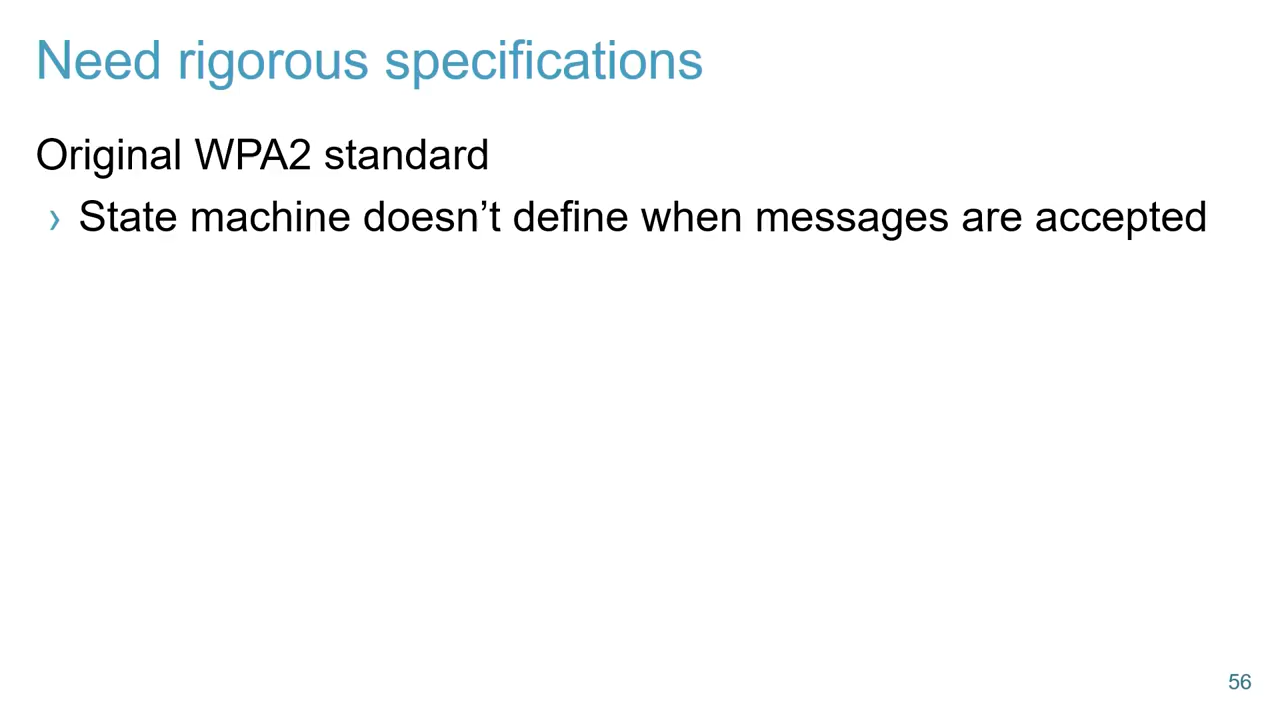 Need rigorous specifications
Original WPA2 standard
› State machine doesn’t define when messages are accepted
56